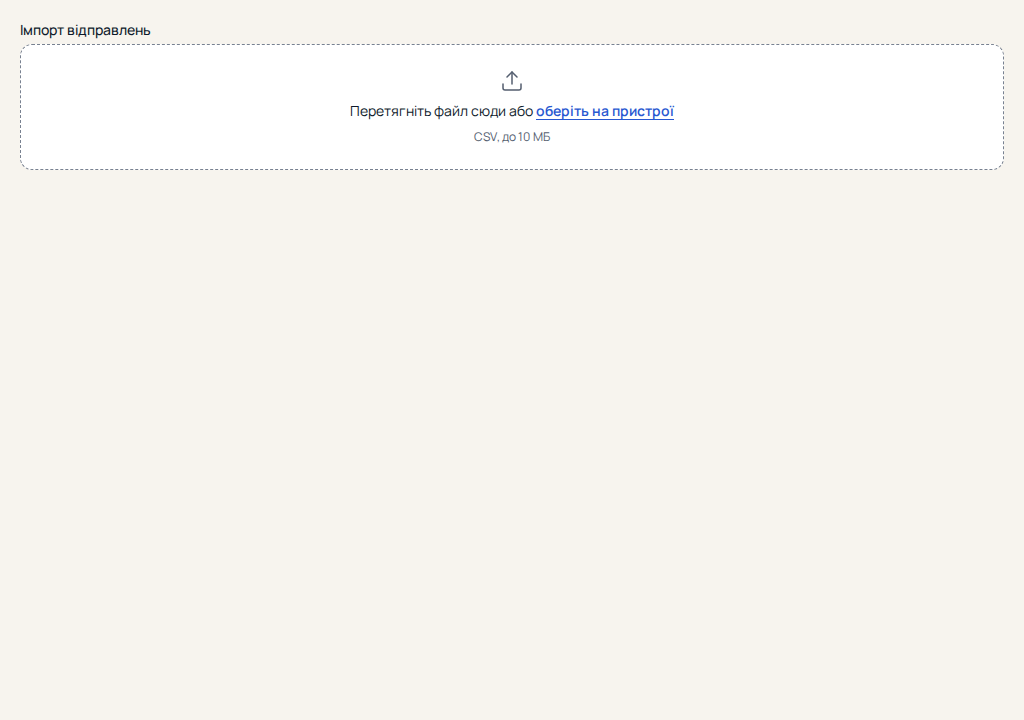 Імпорт відправлень
Перетягніть файл сюди або оберіть на пристрої
CSV, до 10 МБ